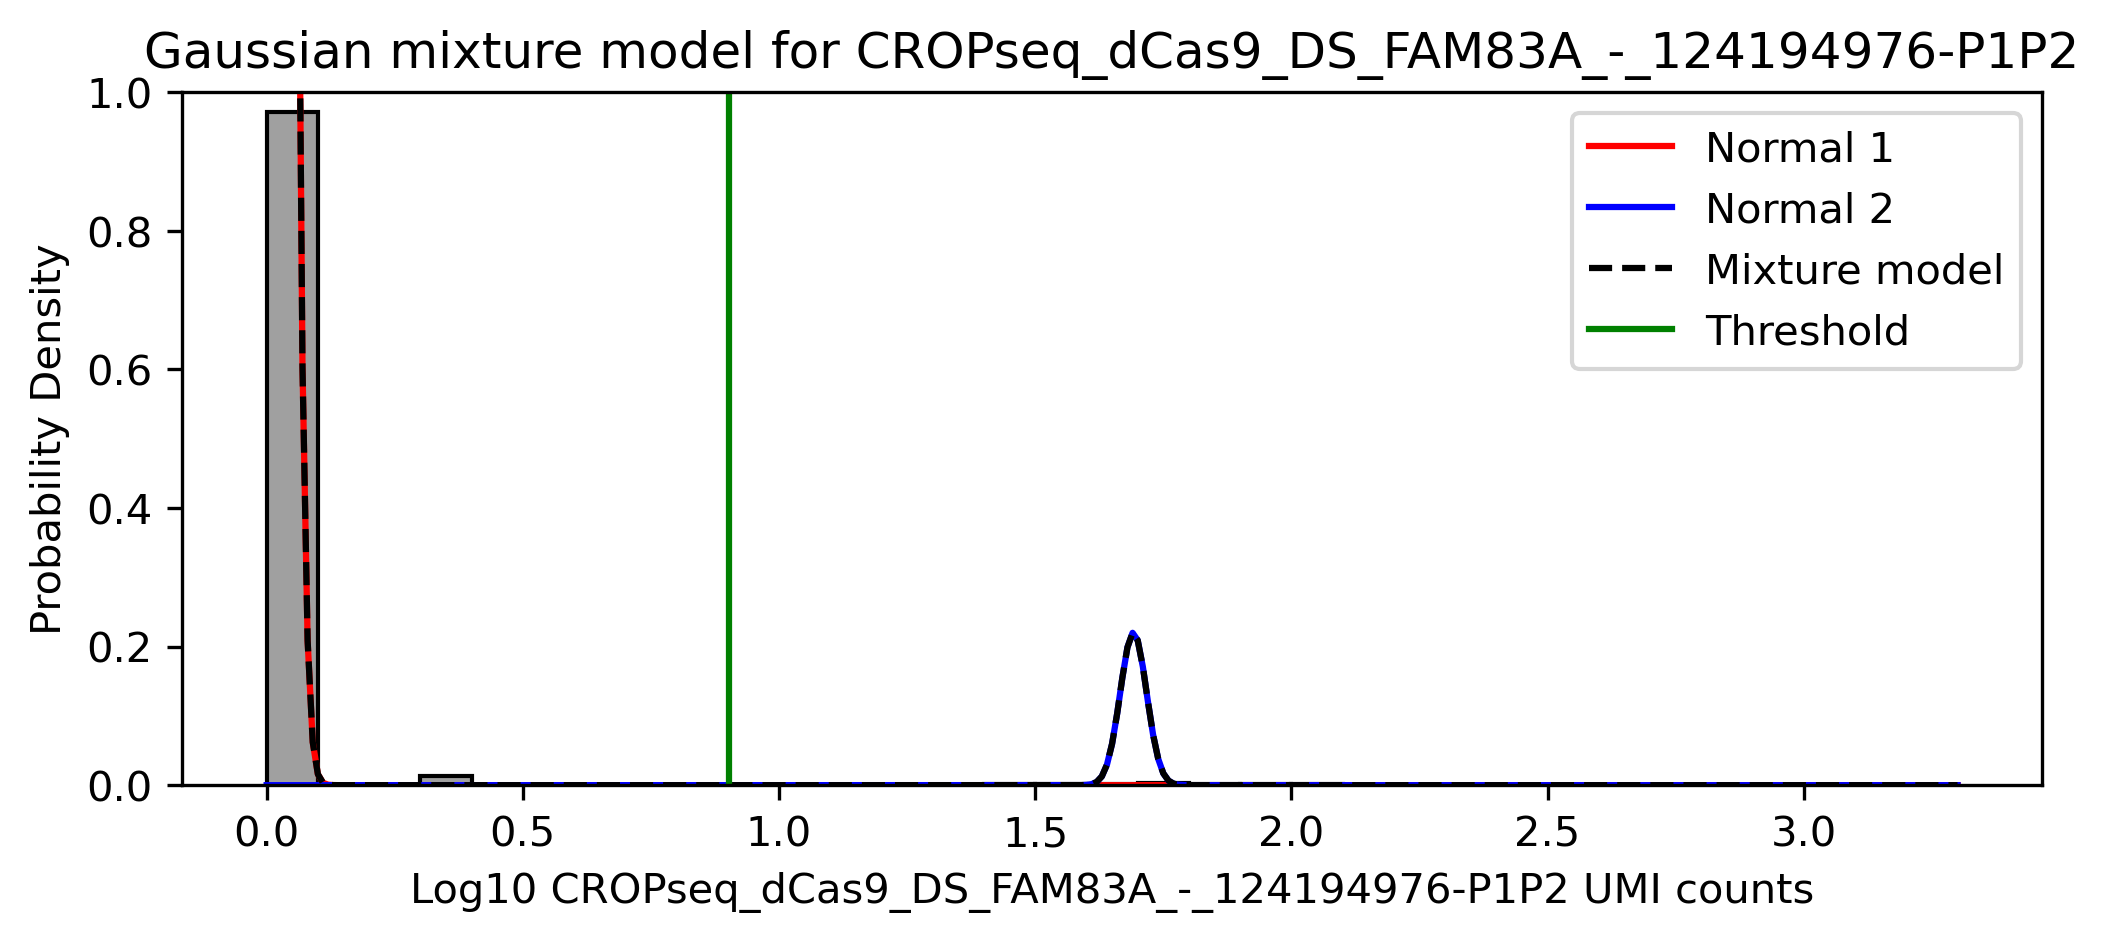 Gaussian mixture model for CROPseq_dCas9_DS_FAM83A_-_124194976-P1P2
Probability Density
1.0
0.8
0.6
0.4
0.2
0.0
Normal 1
Normal 2
Mixture model
Threshold
0.0 0.5 1.0 1.5 2.0 2.5 3.0
Log10 CROPseq_dCas9_DS_FAM83A_-_124194976-P1P2 UMI counts